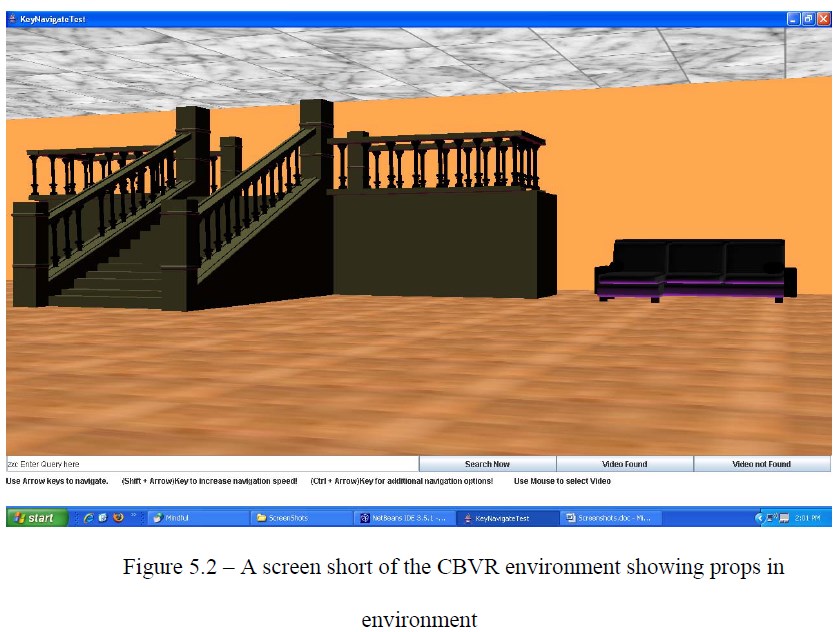 KeyNavigateTest
zxc Enter Query here
Search Now
Video Found
Video not Found
Use Arrow keys to navigate. (Shift + Arrow)Key to increase navigation speed! (Ctrl + Arrow)Key for additional navigation options! Use Mouse to select Video
start
Mindful
ScreenShots
NetBeans IDE 3.5.1 -...
KeyNavigateTest
Screenshots.doc - Mi...
2:01 PM
Figure 5.2 – A screen short of the CBVR environment showing props in
environment